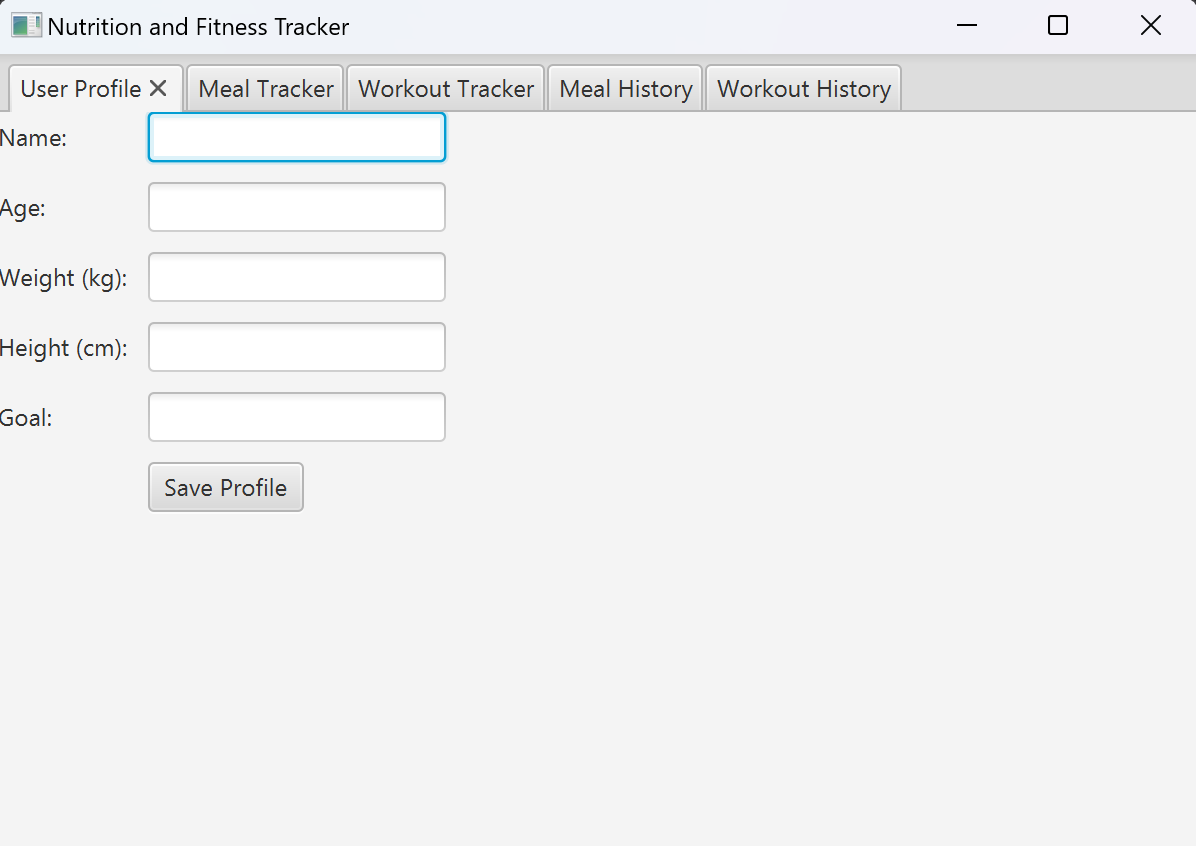 Nutrition and Fitness Tracker
User Profile Meal Tracker Workout Tracker Meal History Workout History
Name:
Age:
Weight (kg):
Height (cm):
Goal:
Save Profile